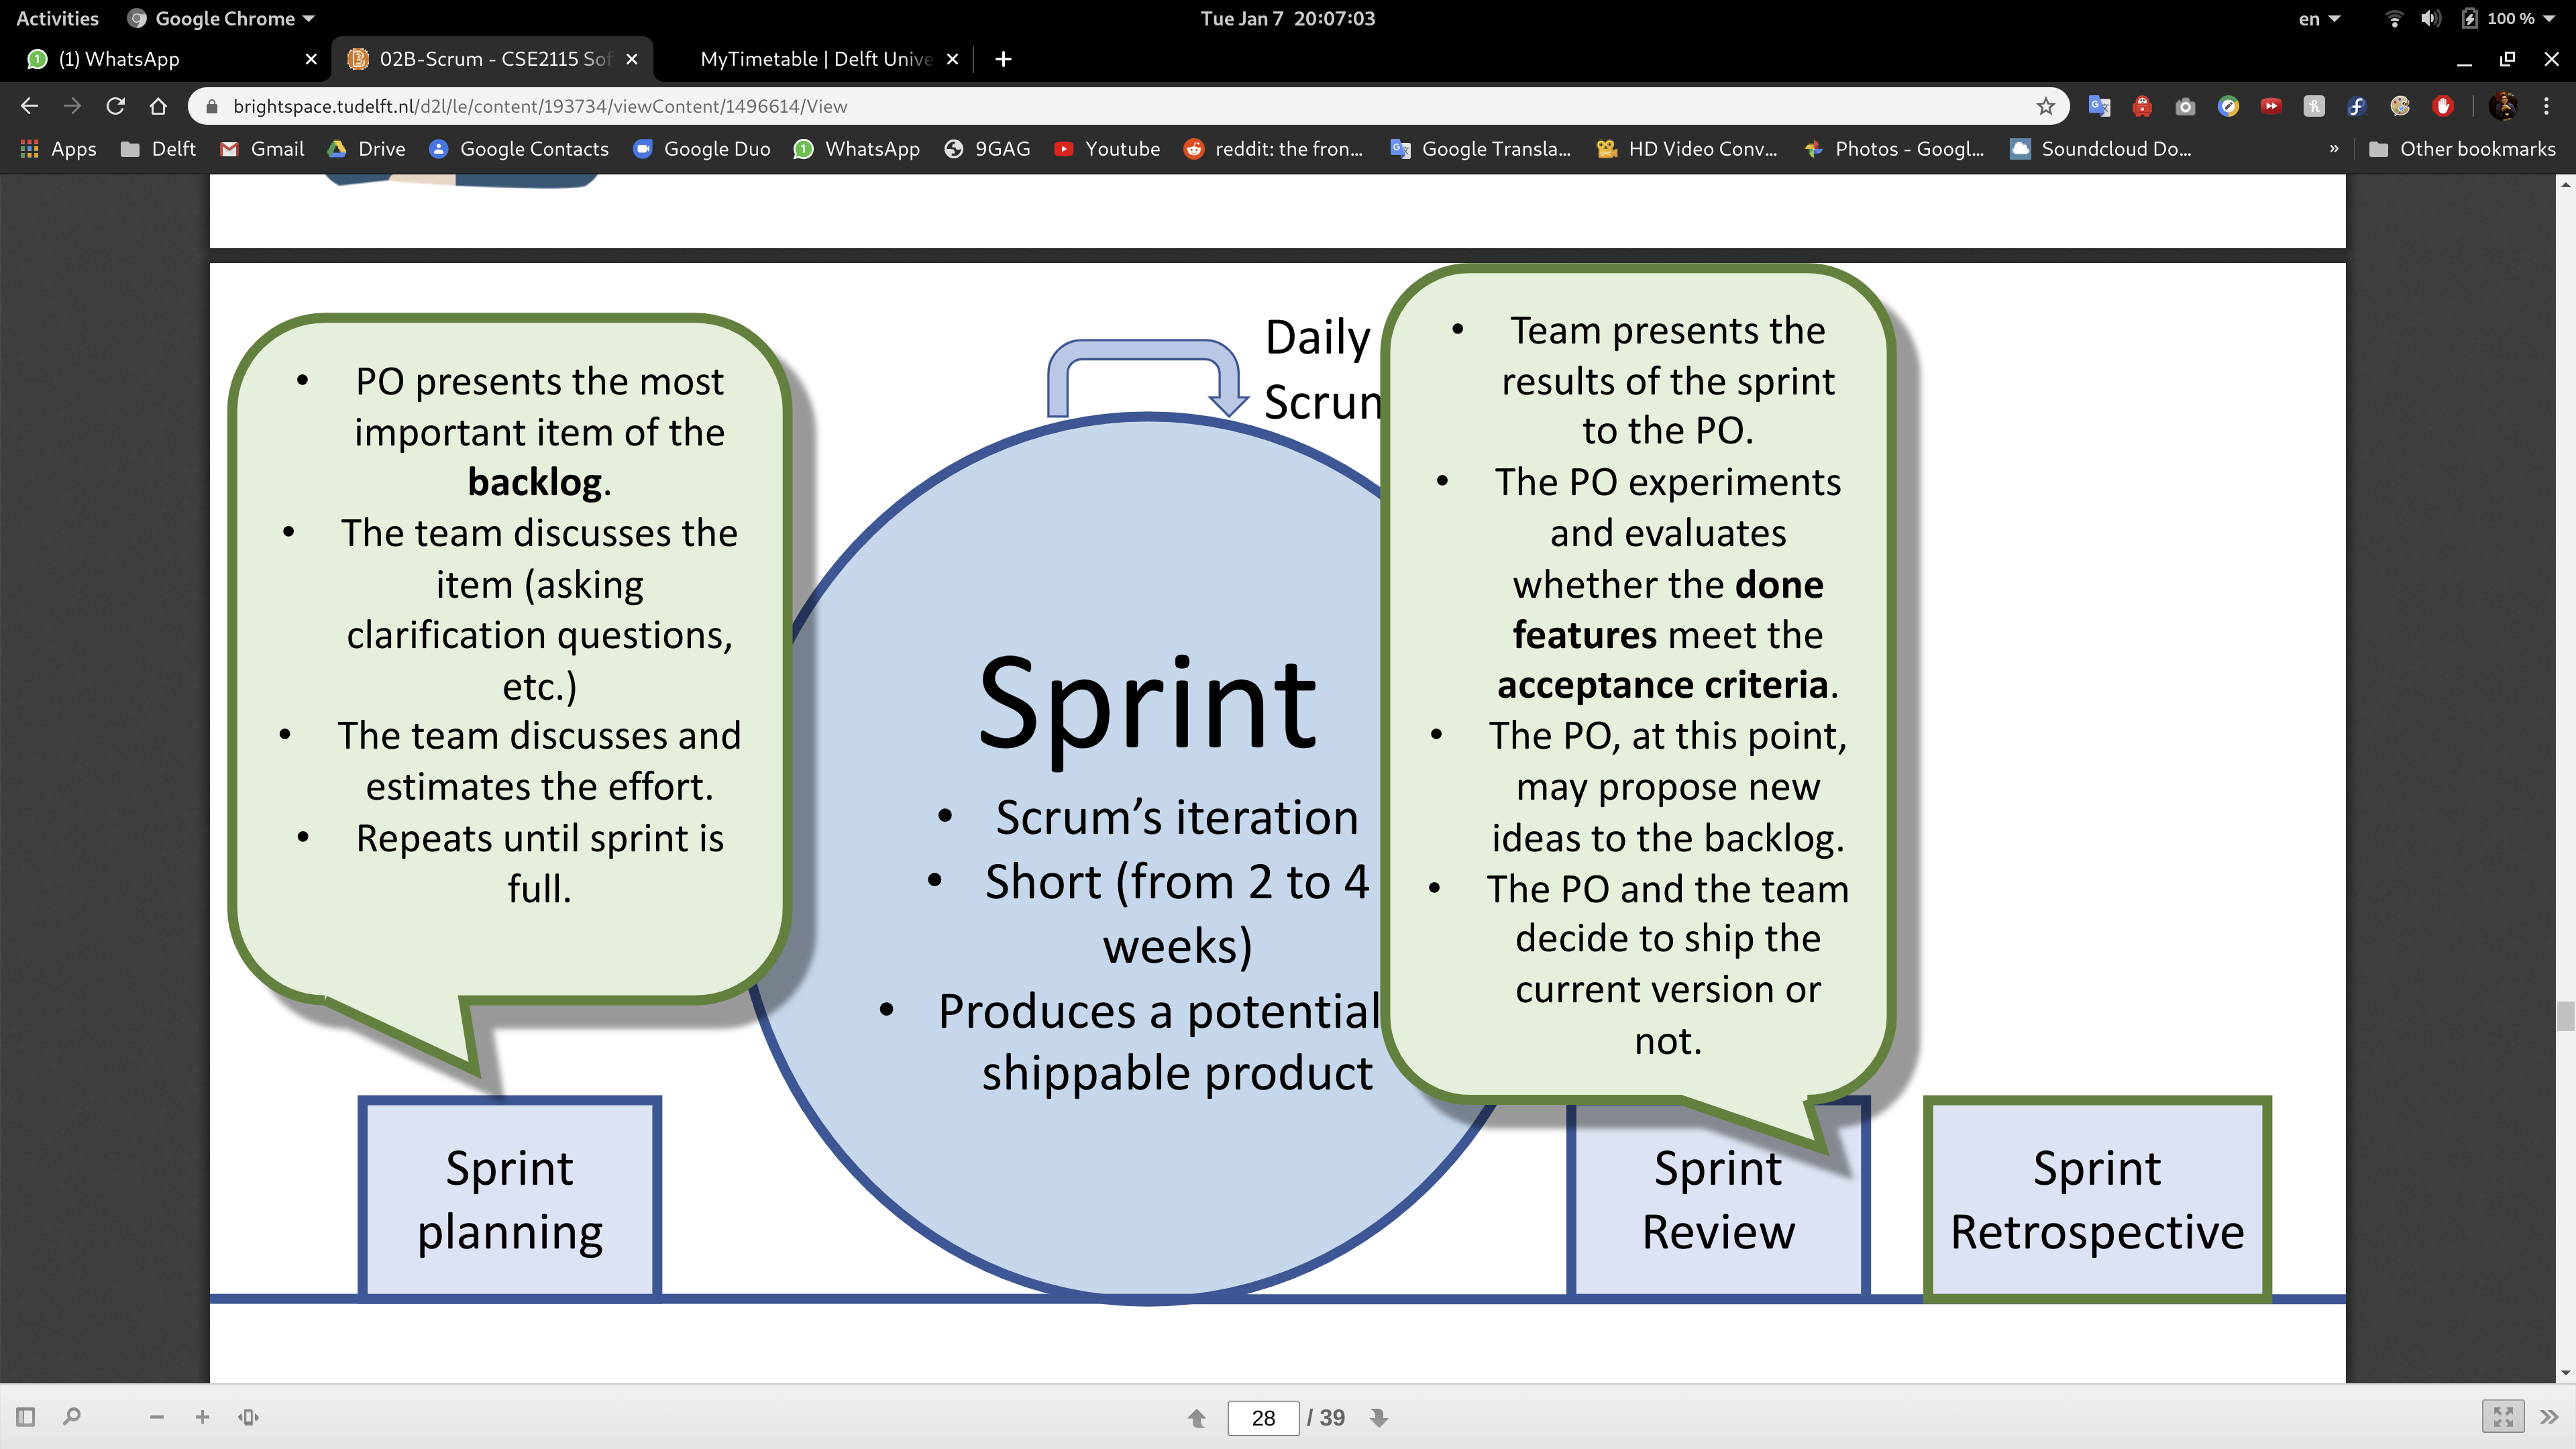 Activities
Google Chrome
Tue Jan 7 20:07:03
en
100 %
(1) WhatsApp
02B-Scrum - CSE2115 Sof
MyTimetable | Delft Unive
brightspace.tudelft.nl/d2l/le/content/193734/viewContent/1496614/View
Apps
Delft
Gmail
Drive
Google Contacts
Google Duo
WhatsApp
9GAG
Youtube
reddit: the fron...
Google Transla...
HD Video Conv...
Photos - Googl...
Soundcloud Do...
»
Other bookmarks
• PO presents the most
important item of the
backlog.
• The team discusses the
item (asking
clarification questions,
etc.)
• The team discusses and
estimates the effort.
• Repeats until sprint is
full.
Daily
Scrum
Sprint
• Scrum’s iteration
• Short (from 2 to 4
weeks)
• Produces a potential
shippable product
• Team presents the
results of the sprint
to the PO.
• The PO experiments
and evaluates
whether the done
features meet the
acceptance criteria.
• The PO, at this point,
may propose new
ideas to the backlog.
• The PO and the team
decide to ship the
current version or
not.
Sprint
planning
Sprint
Review
Sprint
Retrospective
28 / 39